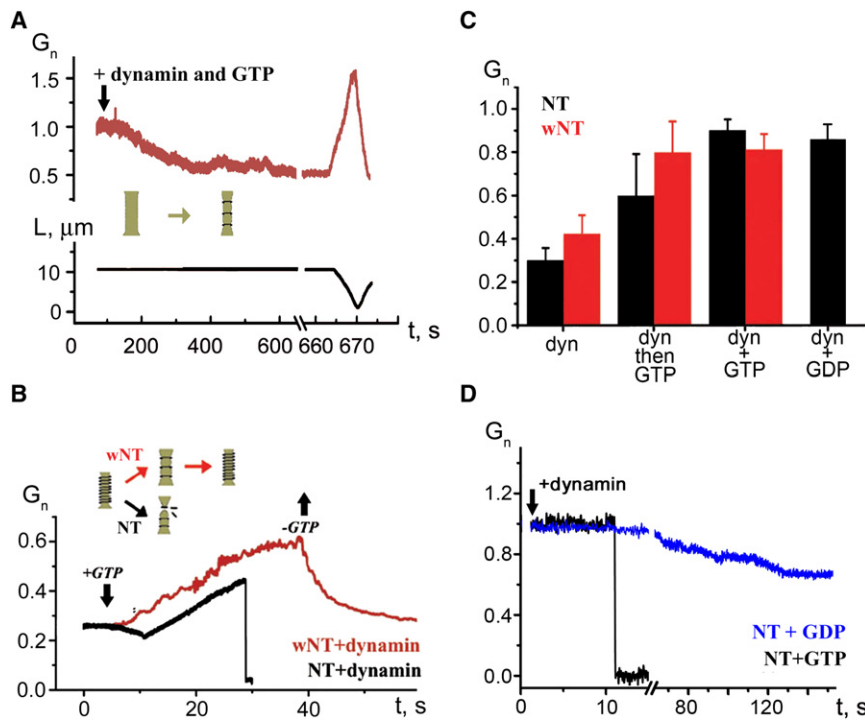 A
Gn
+ dynamin and GTP
1.5
1.0
0.5
L, μm
10
0
0 200 400 600 660 670 t, s
B
wNT
NT
Gn
-GTP
+GTP
0.6
0.4
0.2
0.0
wNT+dynamin
NT+dynamin
0 20 40 t, s
C
Gn
NT
wNT
1.0
0.8
0.6
0.4
0.2
0.0
dyn
dyn then GTP
dyn + GTP
dyn + GDP
D
Gn
+dynamin
1.2
0.8
0.4
0.0
NT + GDP
NT+GTP
0 10 80 120 t, s